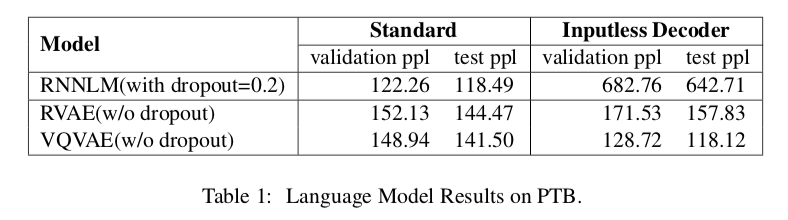 Model Standard Inputless Decoder
validation ppl test ppl validation ppl test ppl
RNNLM(with dropout=0.2) 122.26 118.49 682.76 642.71
RVAE(w/o dropout) 152.13 144.47 171.53 157.83
VQVAE(w/o dropout) 148.94 141.50 128.72 118.12
Table 1: Language Model Results on PTB.